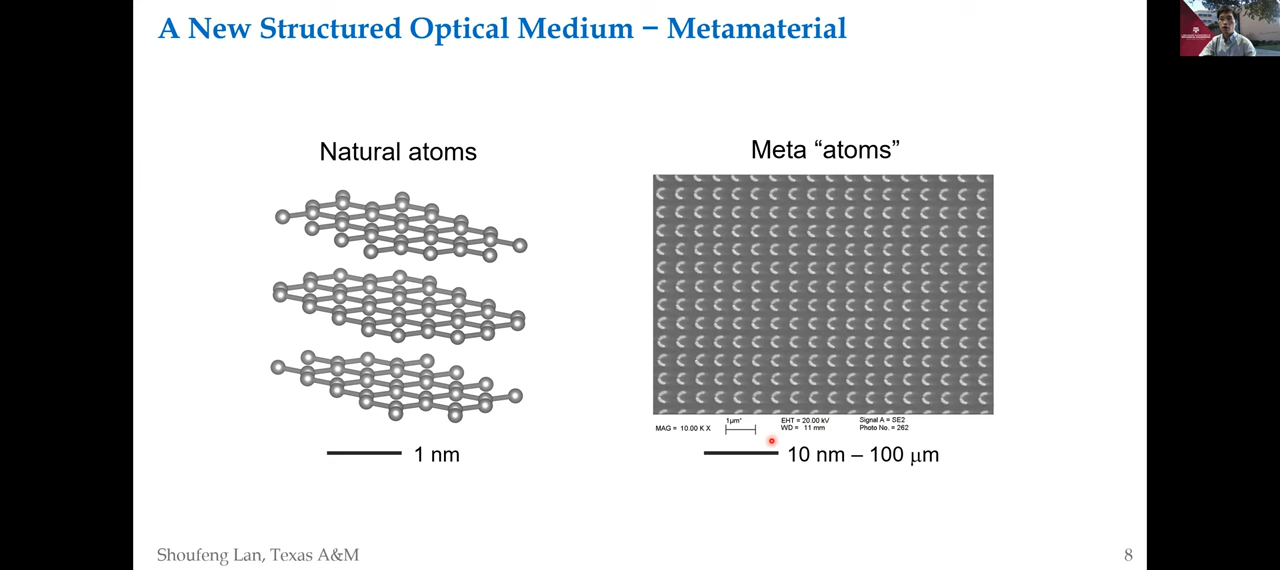 A New Structured Optical Medium − Metamaterial
Natural atoms
Meta “atoms”
MAG = 10.00 K X
1µm*
EHT = 20.00 kV
WD = 11 mm
Signal A = SE2
Photo No. = 262
1 nm
10 nm – 100 μm
Shoufeng Lan, Texas A&M
8